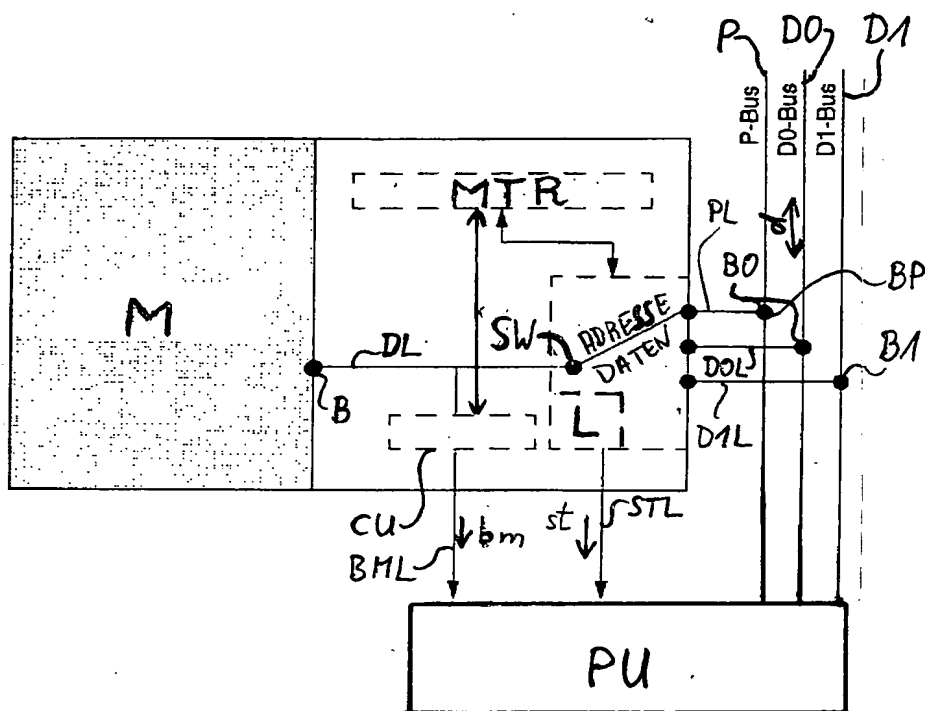 P D0 D1
P-Bus
D0-Bus
D1-Bus
MTR
PL
d
B0
BP
M
SW
ADRESSE
DATEN
DL
D0L
B1
B
L
D1L
CU
bm
st
STL
BML
PU